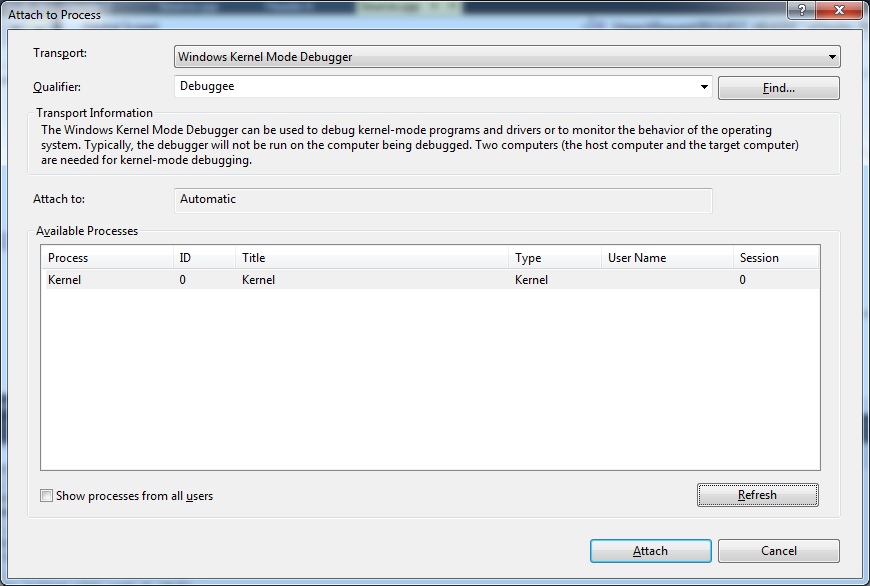 Attach to Process
Transport:
Windows Kernel Mode Debugger
Qualifier:
Debuggee
Find...
Transport Information
The Windows Kernel Mode Debugger can be used to debug kernel-mode programs and drivers or to monitor the behavior of the operating
system. Typically, the debugger will not be run on the computer being debugged. Two computers (the host computer and the target computer)
are needed for kernel-mode debugging.
Attach to:
Automatic
Available Processes
Process ID Title Type User Name Session
Kernel 0 Kernel Kernel 0
Show processes from all users
Refresh
Attach
Cancel